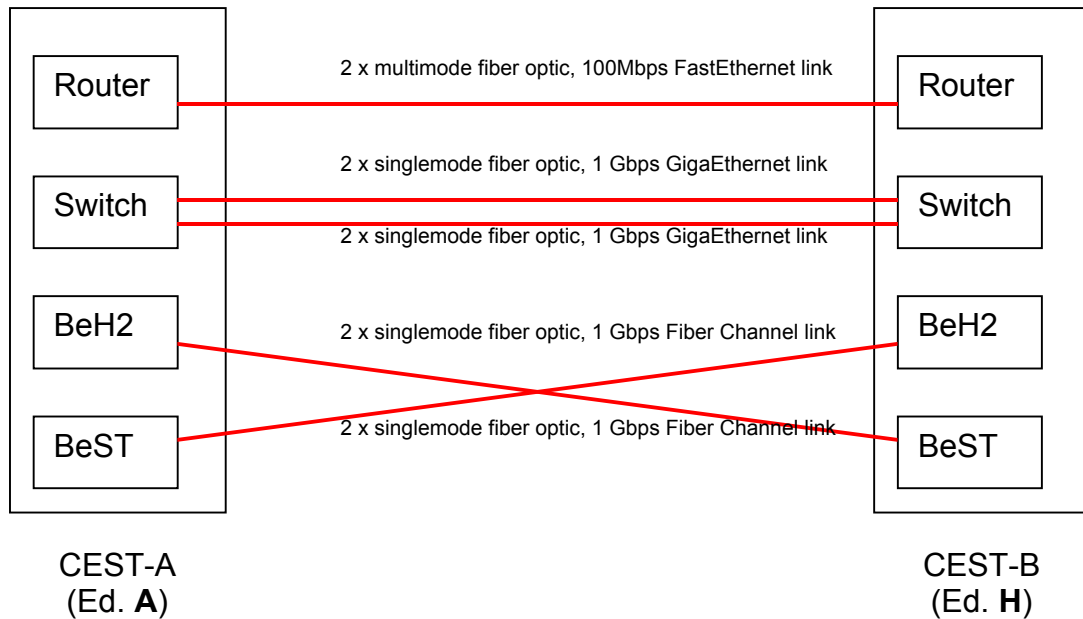 Router
2 x multimode fiber optic, 100Mbps FastEthernet link
Router
2 x singlemode fiber optic, 1 Gbps GigaEthernet link
Switch
Switch
2 x singlemode fiber optic, 1 Gbps GigaEthernet link
BeH2
2 x singlemode fiber optic, 1 Gbps Fiber Channel link
BeH2
BeST
2 x singlemode fiber optic, 1 Gbps Fiber Channel link
BeST
CEST-A
(Ed. A)
CEST-B
(Ed. H)